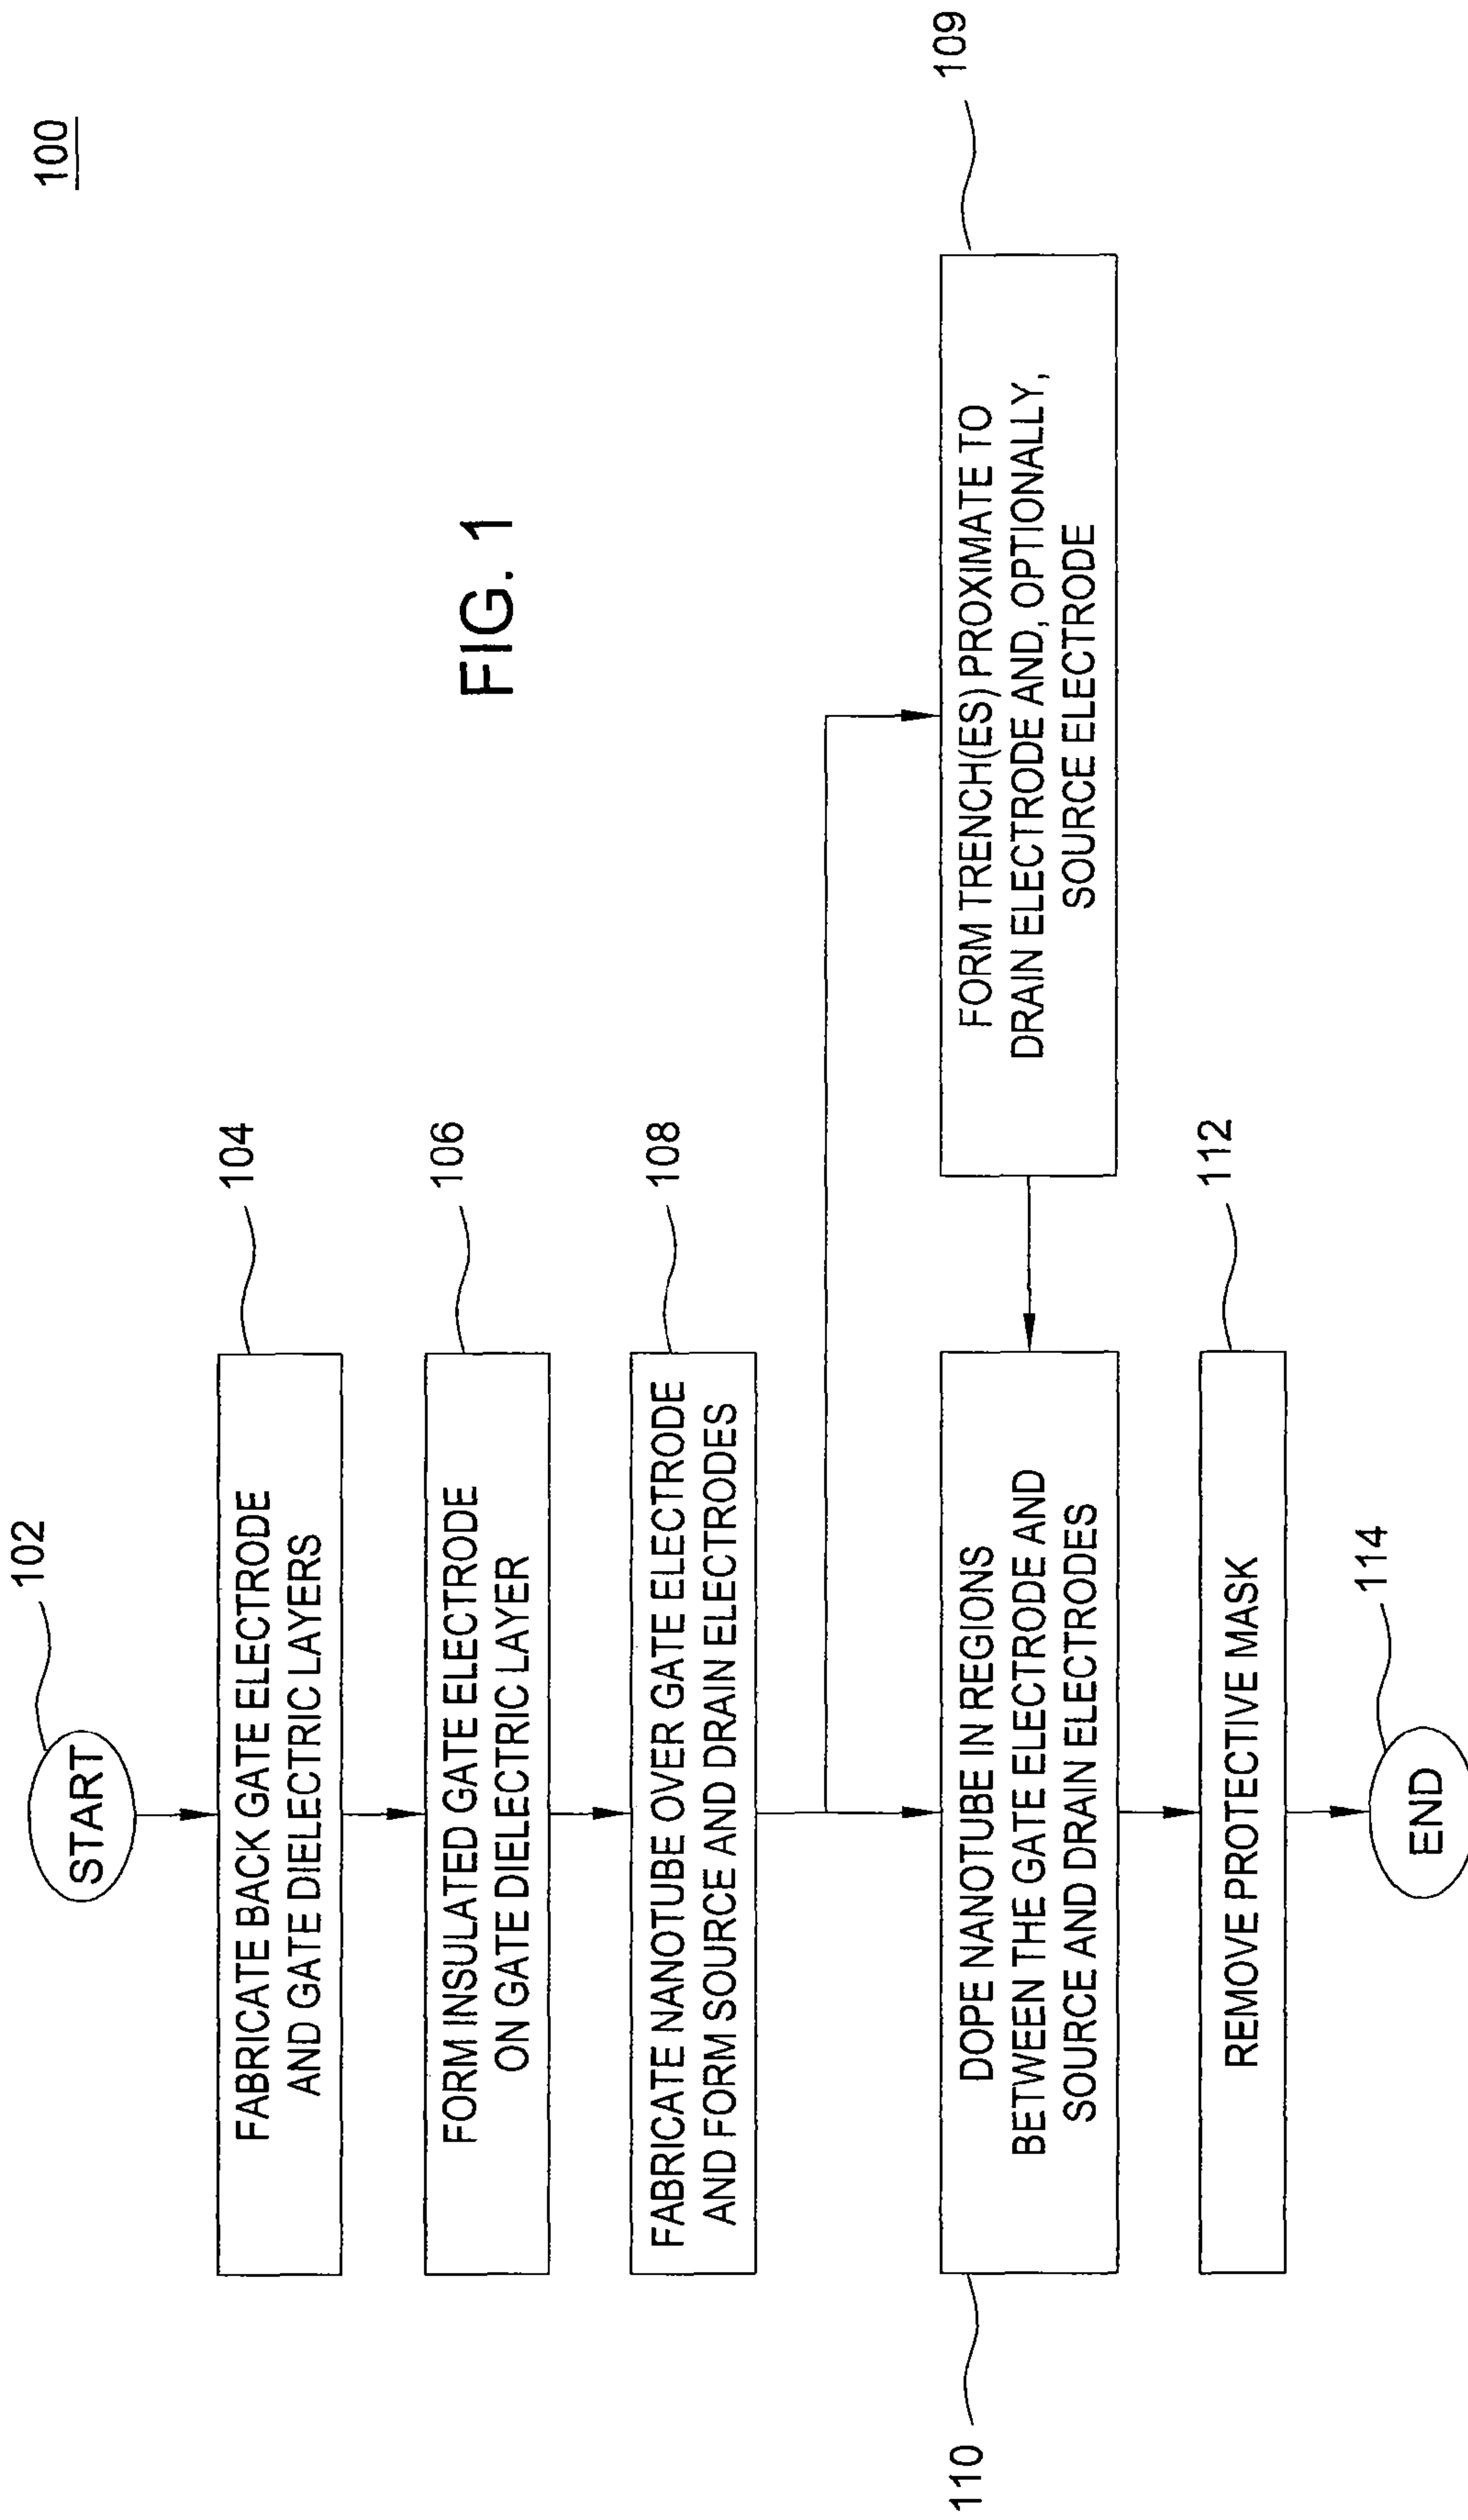 100
102
START
104
FABRICATE BACK GATE ELECTRODE
AND GATE DIELECTRIC LAYERS
106
FORM INSULATED GATE ELECTRODE
ON GATE DIELECTRIC LAYER
108
FABRICATE NANOTUBE OVER GATE ELECTRODE
AND FORM SOURCE AND DRAIN ELECTRODES
FIG. 1
109
FORM TRENCH(ES) PROXIMATE TO
DRAIN ELECTRODE AND, OPTIONALLY,
SOURCE ELECTRODE
110
DOPE NANOTUBE IN REGIONS
BETWEEN THE GATE ELECTRODE AND
SOURCE AND DRAIN ELECTRODES
112
REMOVE PROTECTIVE MASK
114
END